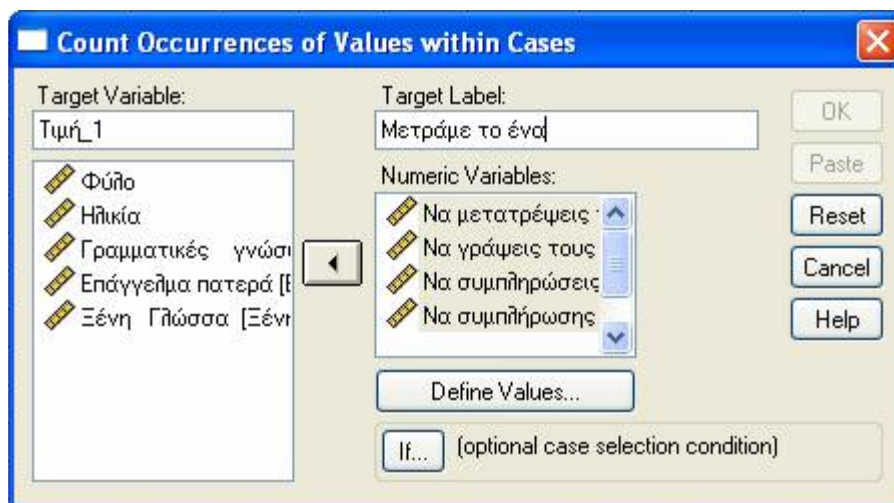 Count Occurrences of Values within Cases
Target Variable:
Τιμή_1
Φύλο
Ηλικία
Γραμματικές γνώσι
Επάγγελμα πατερά [Ε
Ξένη Γλώσσα [Ξέν
Target Label:
Μετράμε το ένα
Numeric Variables:
Να μετατρέψεις
Να γράψεις τους
Να συμπληρώσεις
Να συμπλήρωσης
Define Values...
If... (optional case selection condition)
OK
Paste
Reset
Cancel
Help